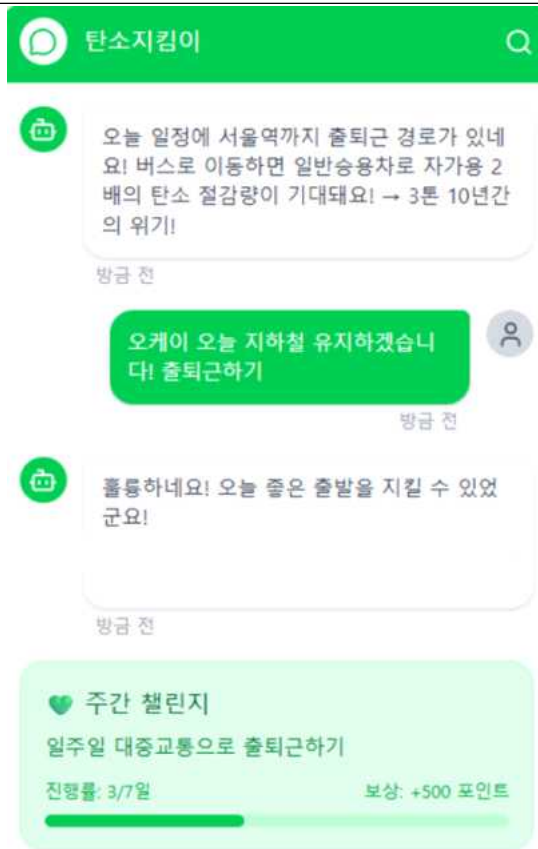 탄소지킴이
오늘 일정에 서울역까지 출퇴근 경로가 있네
요! 버스로 이동하면 일반승용차로 자가용 2
배의 탄소 절감량이 기대돼요! → 3톤 10년간
의 위기!
방금 전
오케이 오늘 지하철 유지하겠습니
다! 출퇴근하기
방금 전
훌륭하네요! 오늘 좋은 출발을 지킬 수 있었
군요!
방금 전
주간 챌린지
일주일 대중교통으로 출퇴근하기
진행률: 3/7일 보상: +500 포인트